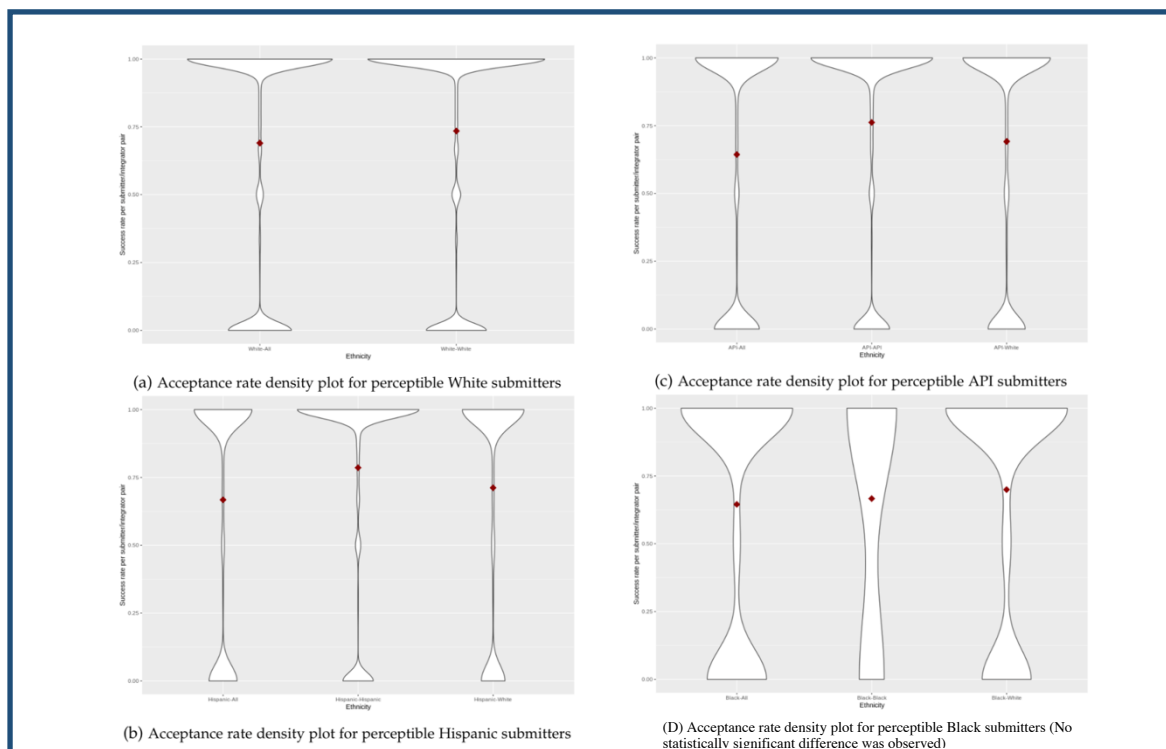 1.00
0.75
0.50
0.25
0.00
Success rate per submitter/integrator pair
White-All
White-White
Ethnicity
(a) Acceptance rate density plot for perceptible White submitters
1.00
0.75
0.50
0.25
0.00
Success rate per submitter/integrator pair
API-All
API-API
API-White
Ethnicity
(c) Acceptance rate density plot for perceptible API submitters
1.00
0.75
0.50
0.25
0.00
Success rate per submitter/integrator pair
Hispanic-All
Hispanic-Hispanic
Hispanic-White
Ethnicity
(b) Acceptance rate density plot for perceptible Hispanic submitters
1.00
0.75
0.50
0.25
0.00
Success rate per submitter/integrator pair
Black-All
Black-Black
Black-White
Ethnicity
(D) Acceptance rate density plot for perceptible Black submitters (No
statistically significant difference was observed)